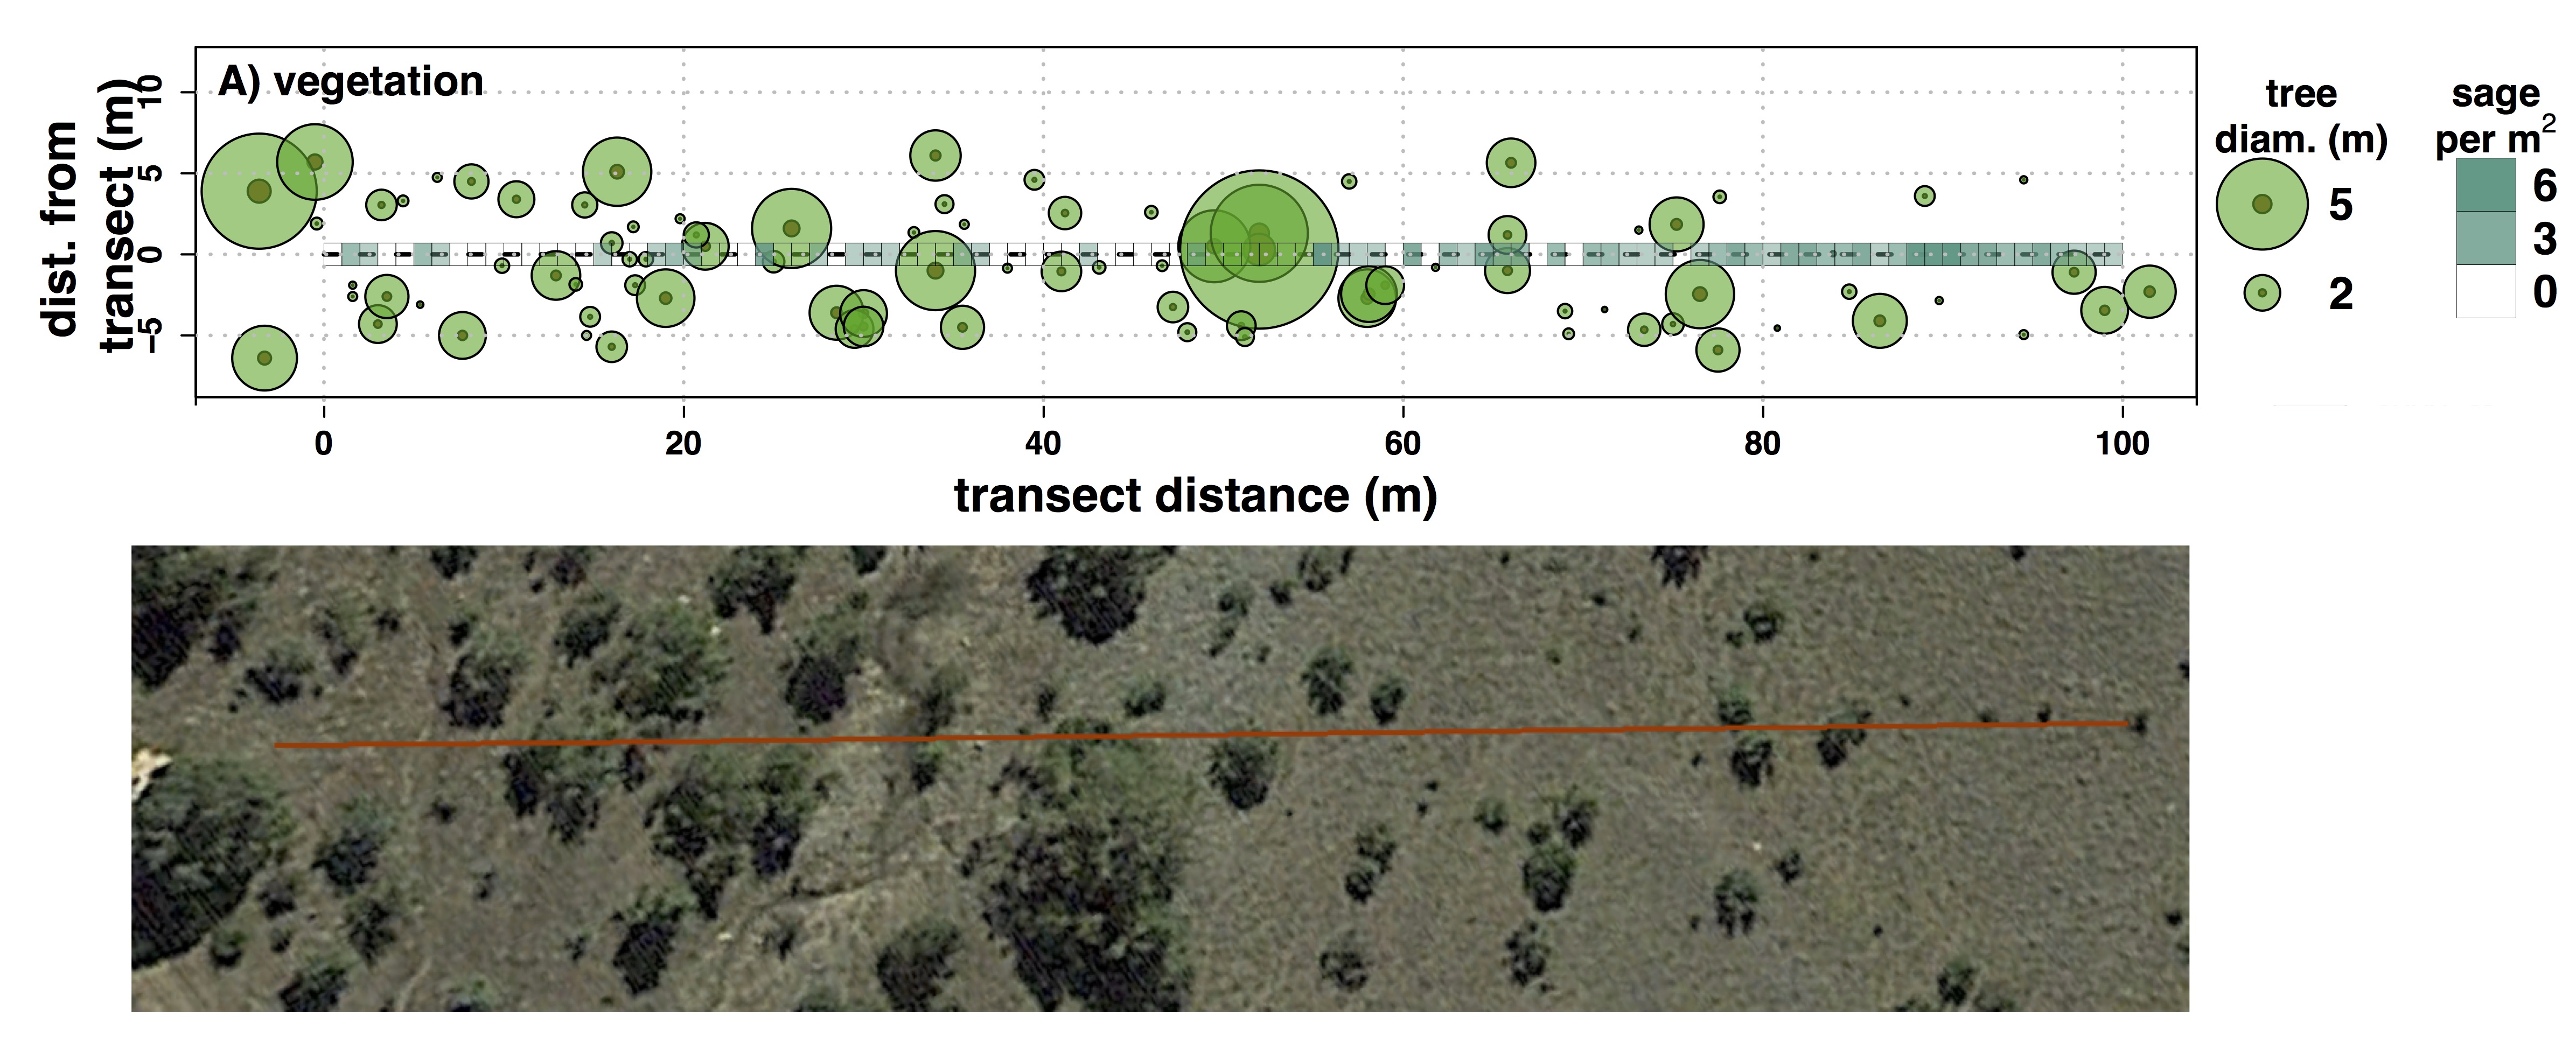 A) vegetation
dist. from
transect (m)
10
5
0
−5
0 20 40 60 80 100
transect distance (m)
tree
diam. (m)
5
2
sage
per m²
6
3
0